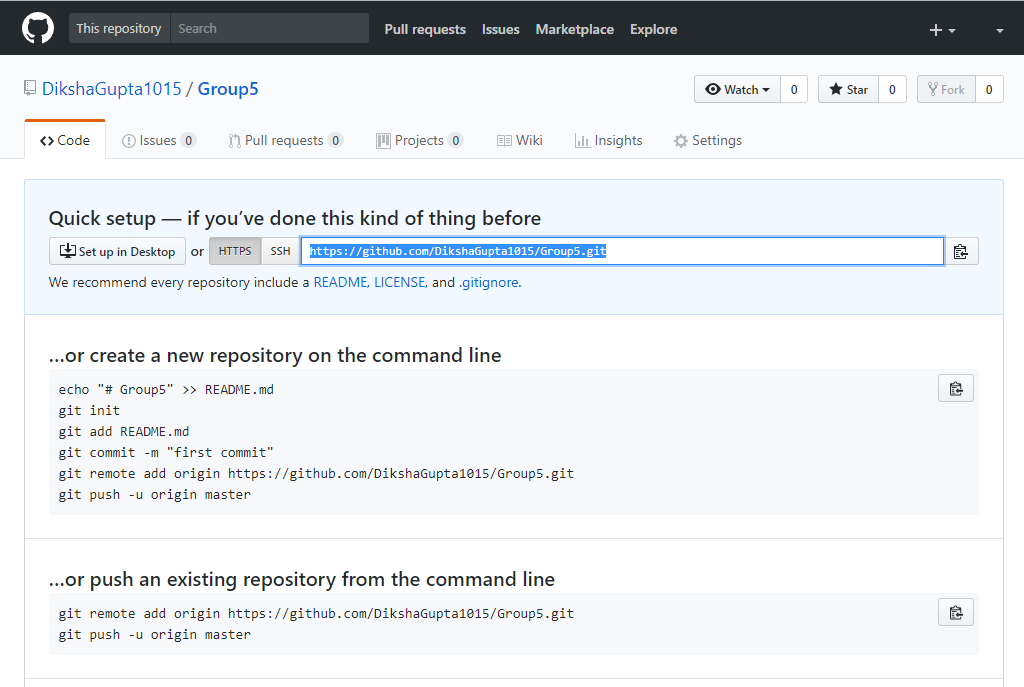 This repository Search Pull requests Issues Marketplace Explore
DikshaGupta1015 / Group5 Watch 0 Star 0 Fork 0
Code Issues 0 Pull requests 0 Projects 0 Wiki Insights Settings
Quick setup — if you’ve done this kind of thing before
Set up in Desktop or HTTPS SSH https://github.com/DikshaGupta1015/Group5.git
We recommend every repository include a README, LICENSE, and .gitignore.
…or create a new repository on the command line
echo "# Group5" >> README.md
git init
git add README.md
git commit -m "first commit"
git remote add origin https://github.com/DikshaGupta1015/Group5.git
git push -u origin master
…or push an existing repository from the command line
git remote add origin https://github.com/DikshaGupta1015/Group5.git
git push -u origin master